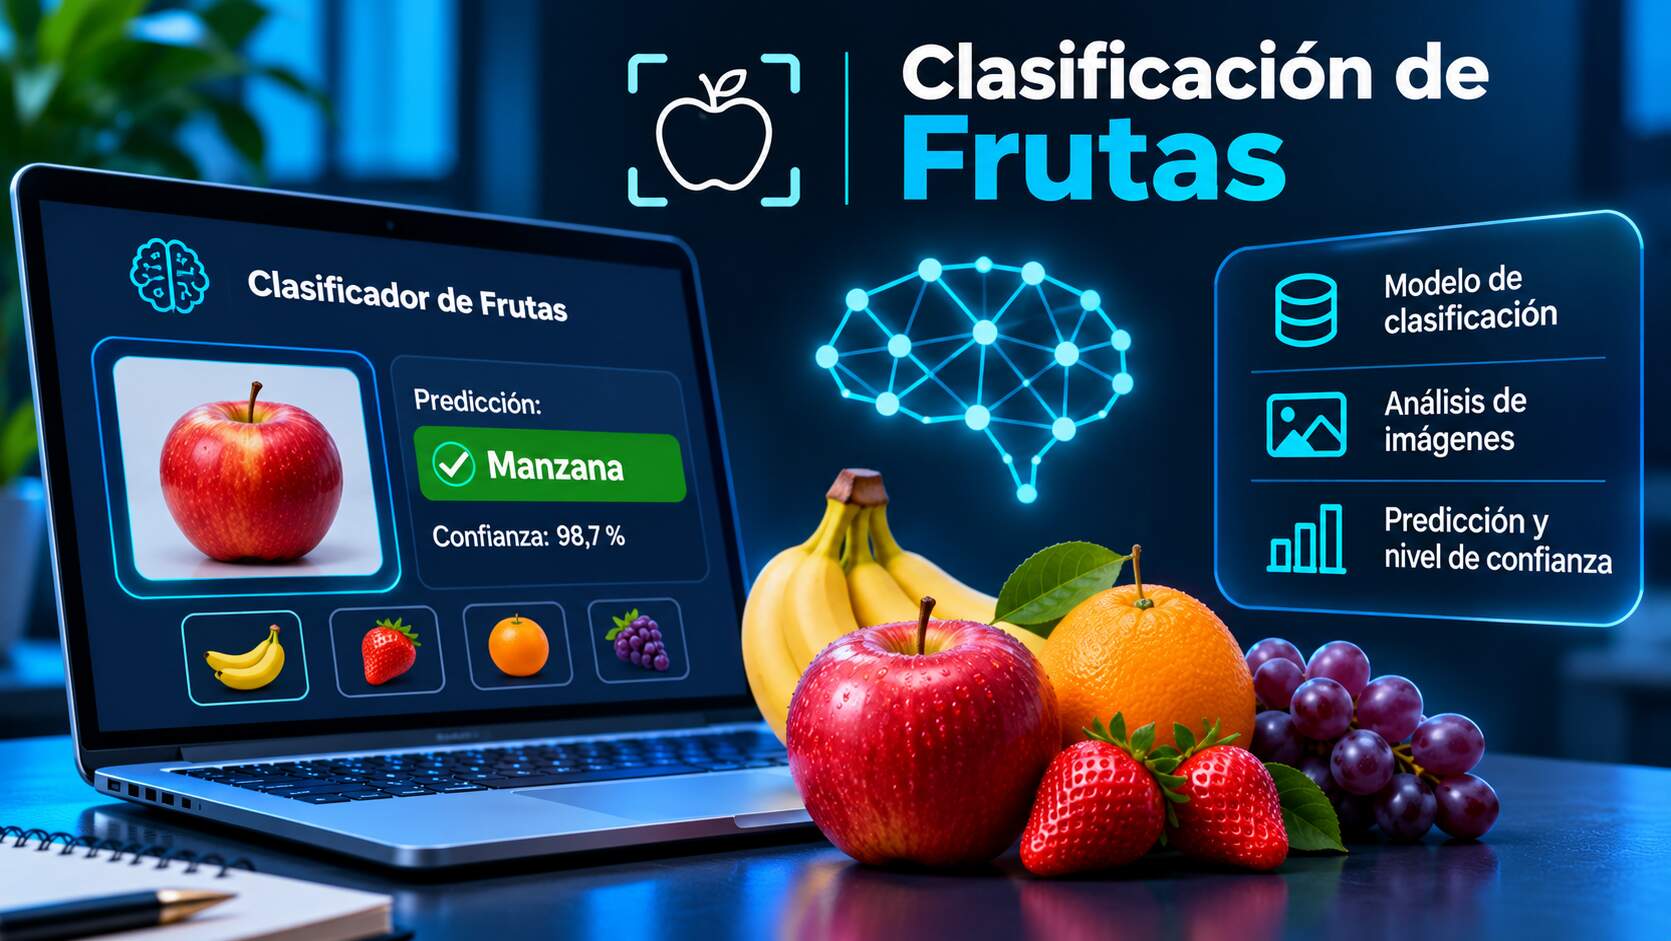 Clasificación de
Frutas
Clasificador de Frutas
Predicción:
Manzana
Confianza: 98,7 %
Modelo de
clasificación
Análisis de
imágenes
Predicción y
nivel de confianza